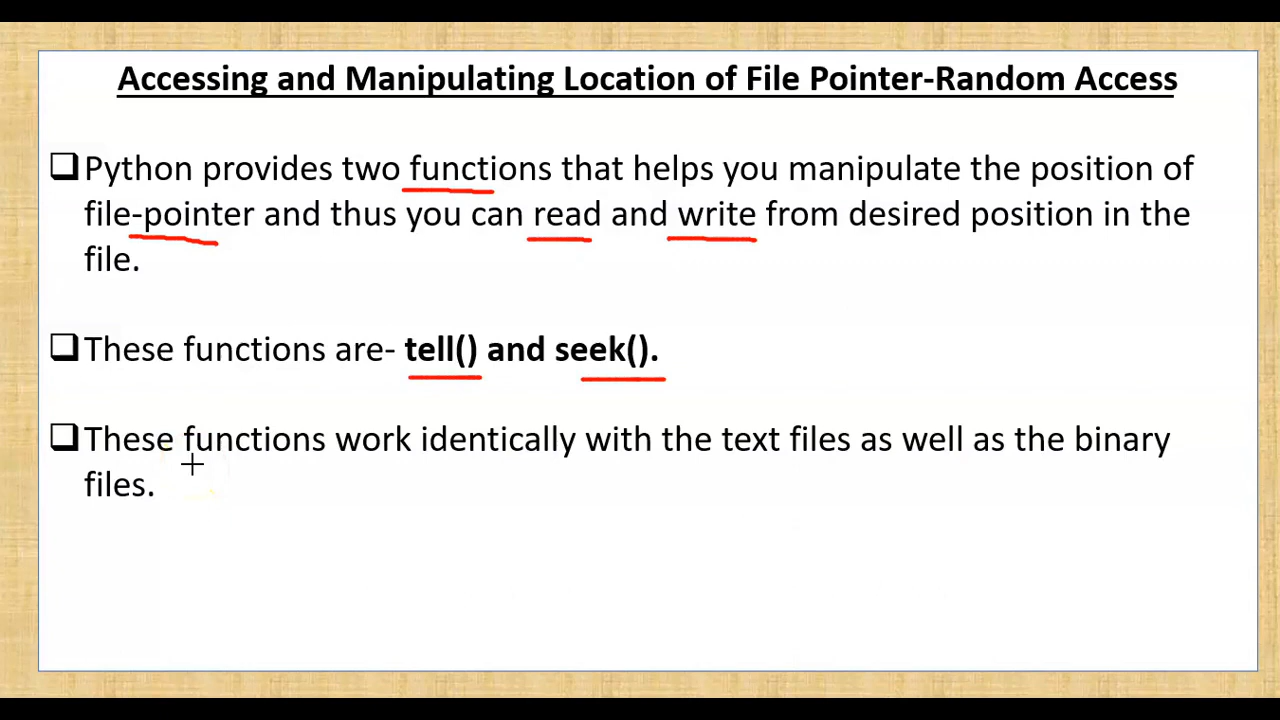 Accessing and Manipulating Location of File Pointer-Random Access
Python provides two functions that helps you manipulate the position of
file-pointer and thus you can read and write from desired position in the
file.
These functions are- tell() and seek().
These functions work identically with the text files as well as the binary
files.